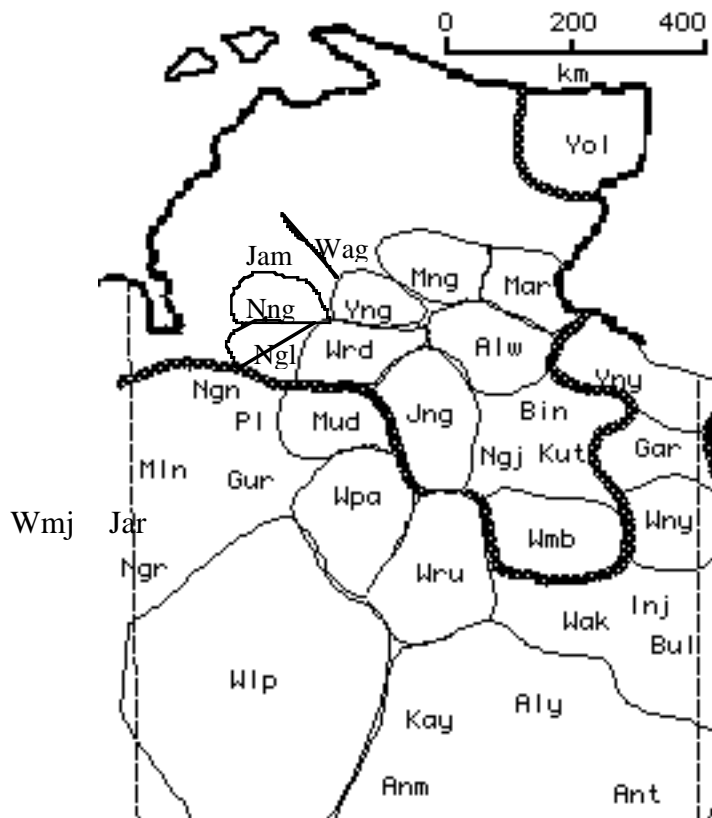 0 200 400
km
Yol
Jam Wag
Mng Mar
Nng Yng
Ngl Wrd Alw
Ngn Yny
Pl Mud Jng Bin
Mln Gur Ngj Kut Gar
Wpa
Wmj Jar Wmb Wny
Ngr Wru
Inj
Wak
Bul
Wlp
Kay Aly
Anm Ant